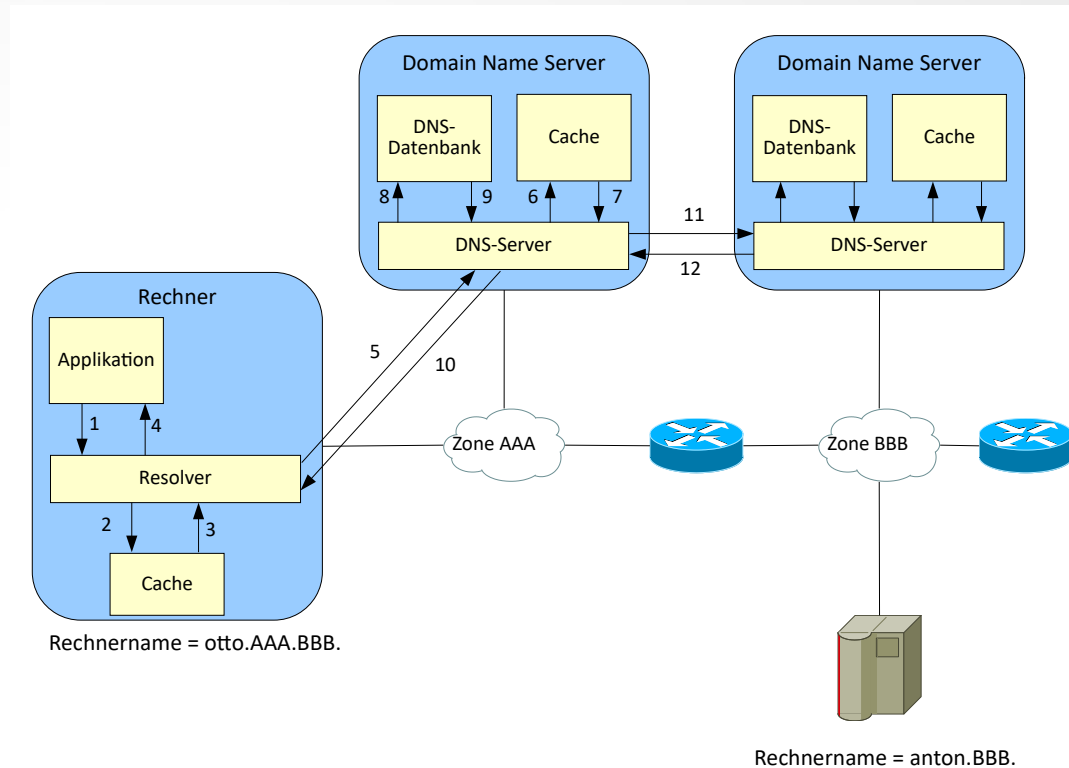 Domain Name Server
Domain Name Server
DNS-
Datenbank
Cache
DNS-
Datenbank
Cache
8
9
6
7
11
DNS-Server
DNS-Server
12
Rechner
Applikation
5
10
1
4
Zone AAA
Zone BBB
Resolver
2
3
Cache
Rechnername = otto.AAA.BBB.
Rechnername = anton.BBB.